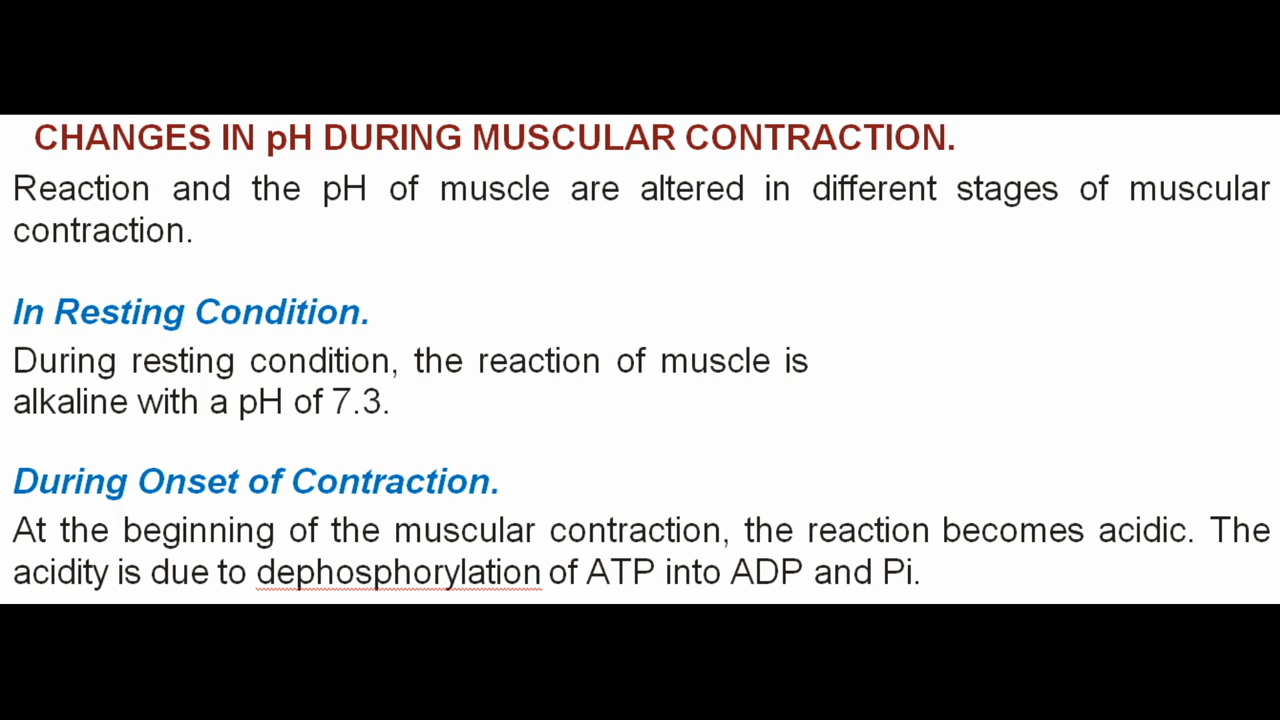 CHANGES IN pH DURING MUSCULAR CONTRACTION.
Reaction and the pH of muscle are altered in different stages of muscular
contraction.
In Resting Condition.
During resting condition, the reaction of muscle is
alkaline with a pH of 7.3.
During Onset of Contraction.
At the beginning of the muscular contraction, the reaction becomes acidic. The
acidity is due to dephosphorylation of ATP into ADP and Pi.